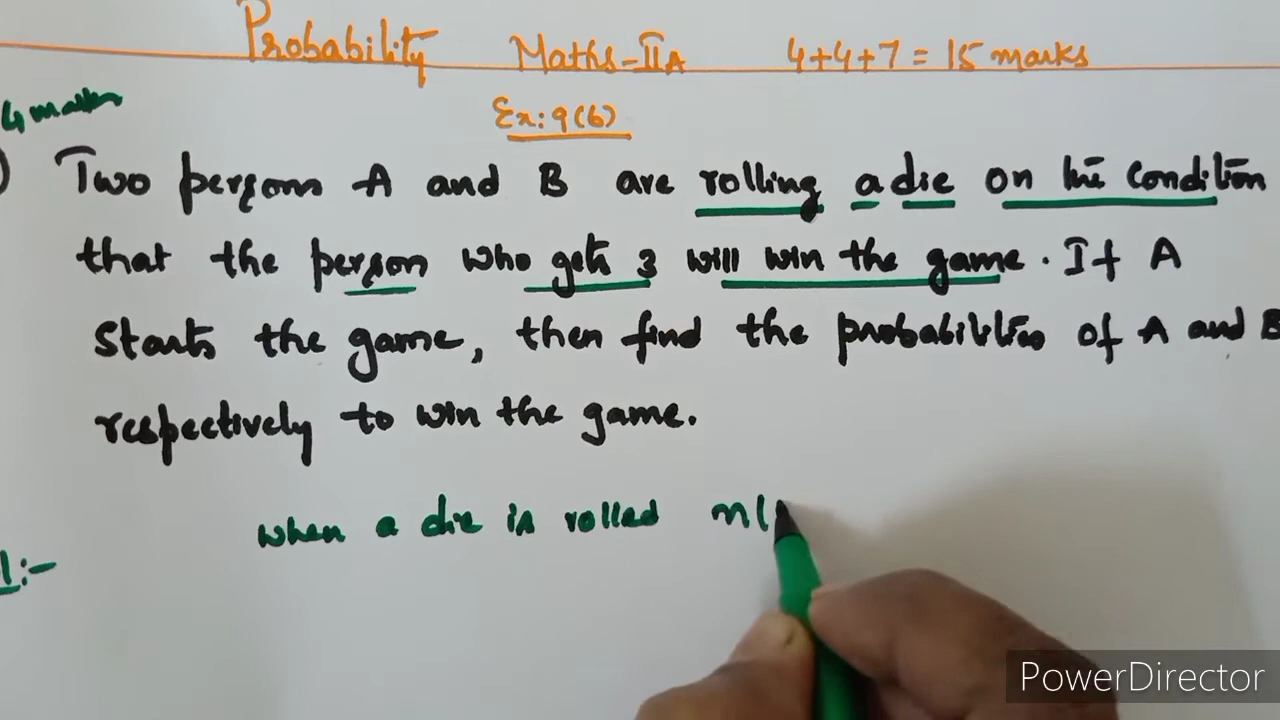 Probability Maths-IIA 4+4+7 = 15 marks
4 marks
Ex: 9(b)
) Two persons A and B are rolling a die on the condition
that the person who gets 3 will win the game. If A
starts the game, then find the probabilities of A and B
respectively to win the game.
when a die is rolled n(
l:-
PowerDirector